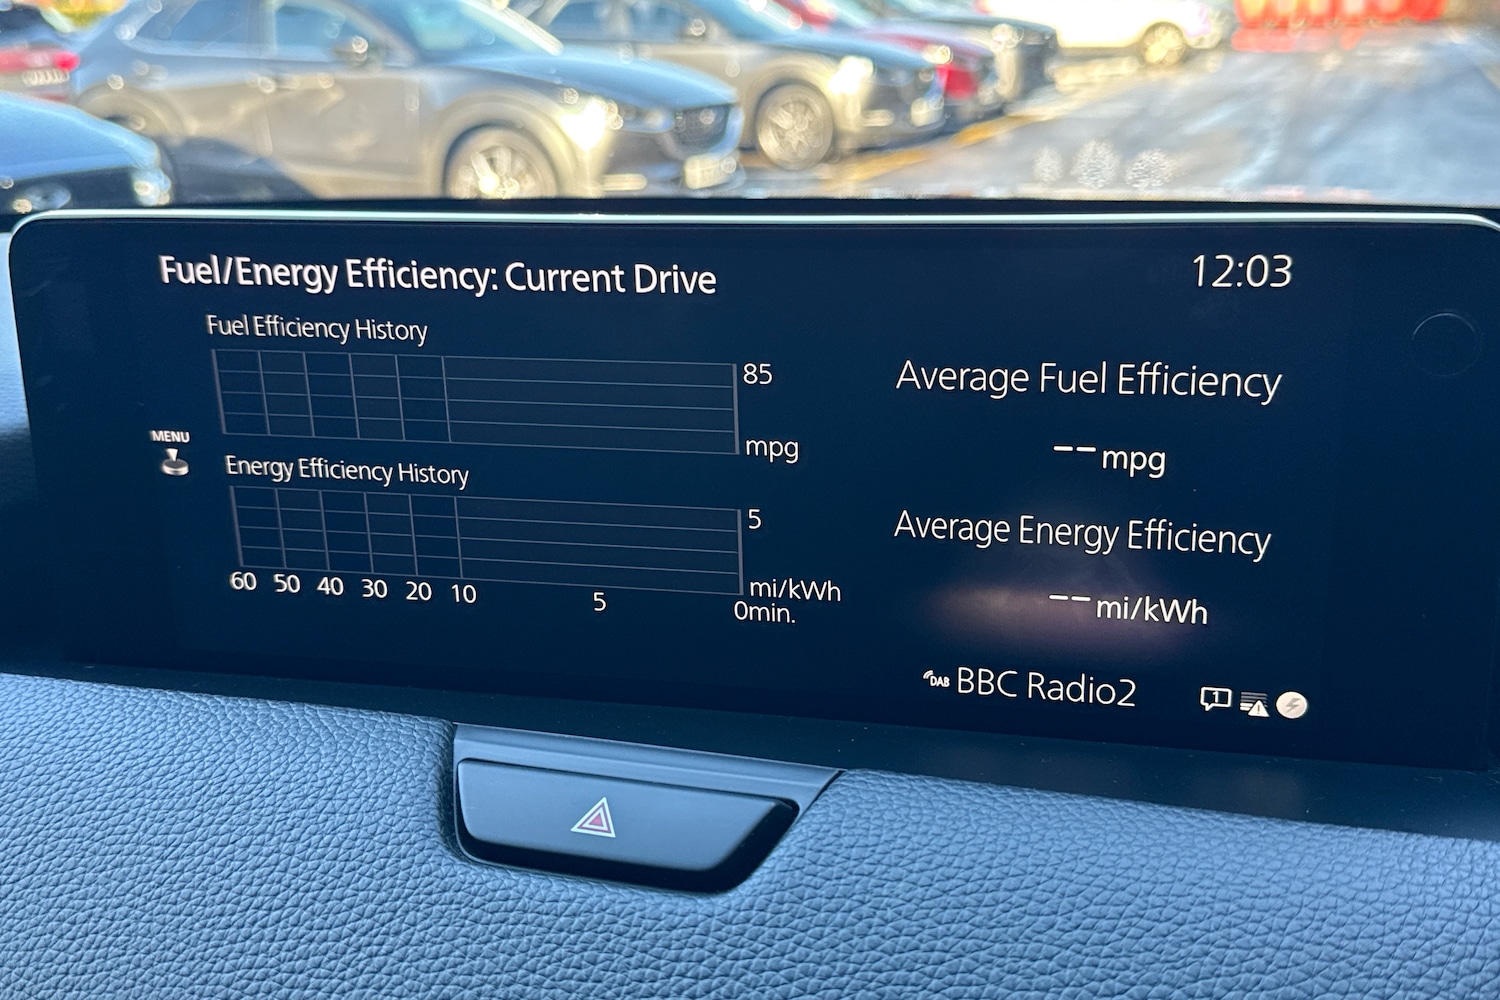 Fuel/Energy Efficiency: Current Drive
12:03
Fuel Efficiency History
85
mpg
Average Fuel Efficiency
-- mpg
MENU
Energy Efficiency History
5
mi/kWh
60 50 40 30 20 10 5 0min.
Average Energy Efficiency
-- mi/kWh
DAB BBC Radio2
1